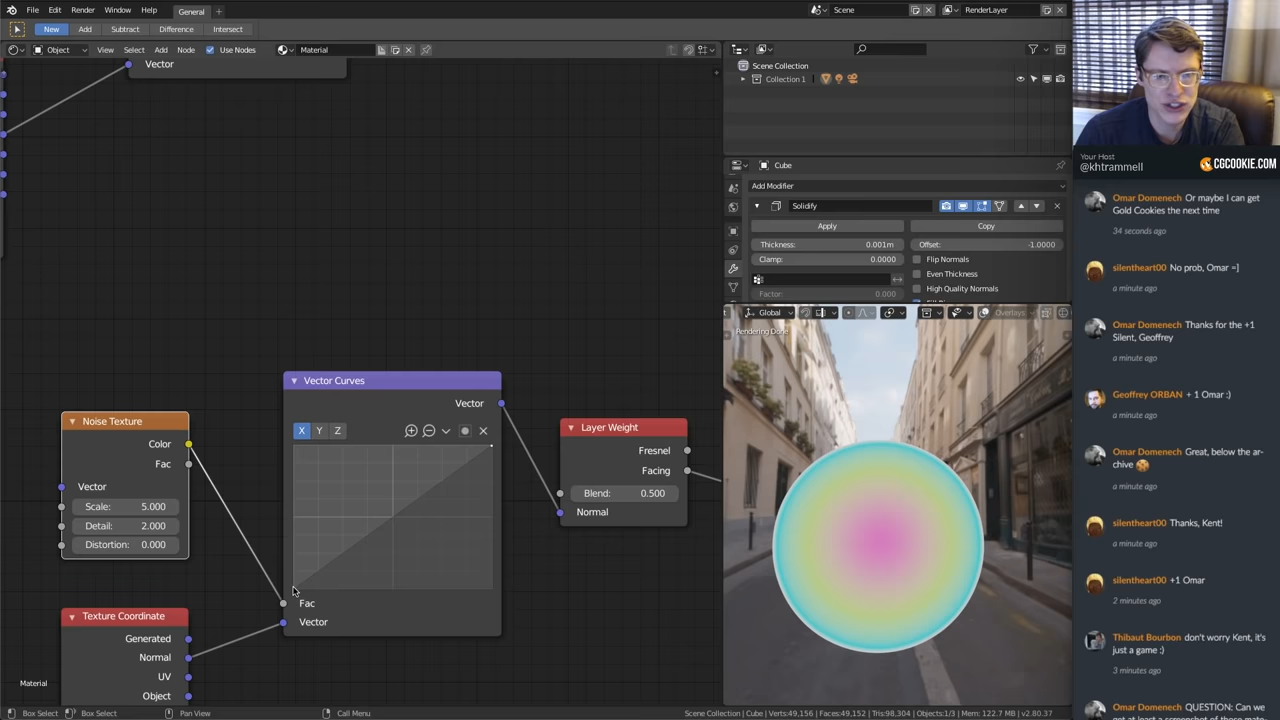 File Edit Render Window Help General Scene RenderLayer
New Add Subtract Difference Intersect
Object View Select Add Node Use Nodes Material
Vector
Scene Collection
Collection 1
Cube
Add Modifier
Solidify
Apply Copy
Thickness: 0.001m Offset: -1.0000
Clamp: 0.0000 Flip Normals
Even Thickness
High Quality Normals
Factor: 0.000
Global Overlays
Rendering Done
Vector Curves
Vector
X Y Z
Fac
Vector
Noise Texture
Color
Fac
Vector
Scale: 5.000
Detail: 2.000
Distortion: 0.000
Texture Coordinate
Generated
Normal
UV
Object
Layer Weight
Fresnel
Facing
Blend: 0.500
Normal
Material
Box Select Box Select Pan View Call Menu
Scene Collection | Cube | Verts:49,156 | Faces:49,152 | Tris:98,304 | Objects:1/3 | Mem: 122.7 MB | v2.80.37
Your Host
@khtrammell
CGCOOKIE.COM
Omar Domenech Or maybe I can get
Gold Cookies the next time
34 seconds ago
silentheart00 No prob, Omar =]
a minute ago
Omar Domenech Thanks for the +1
Silent, Geoffrey
a minute ago
Geoffrey ORBAN + 1 Omar :)
a minute ago
Omar Domenech Great, below the ar-
chive
a minute ago
silentheart00 Thanks, Kent!
a minute ago
silentheart00 +1 Omar
2 minutes ago
Thibaut Bourbon don't worry Kent, it's
just a game :)
3 minutes ago
Omar Domenech QUESTION: Can we